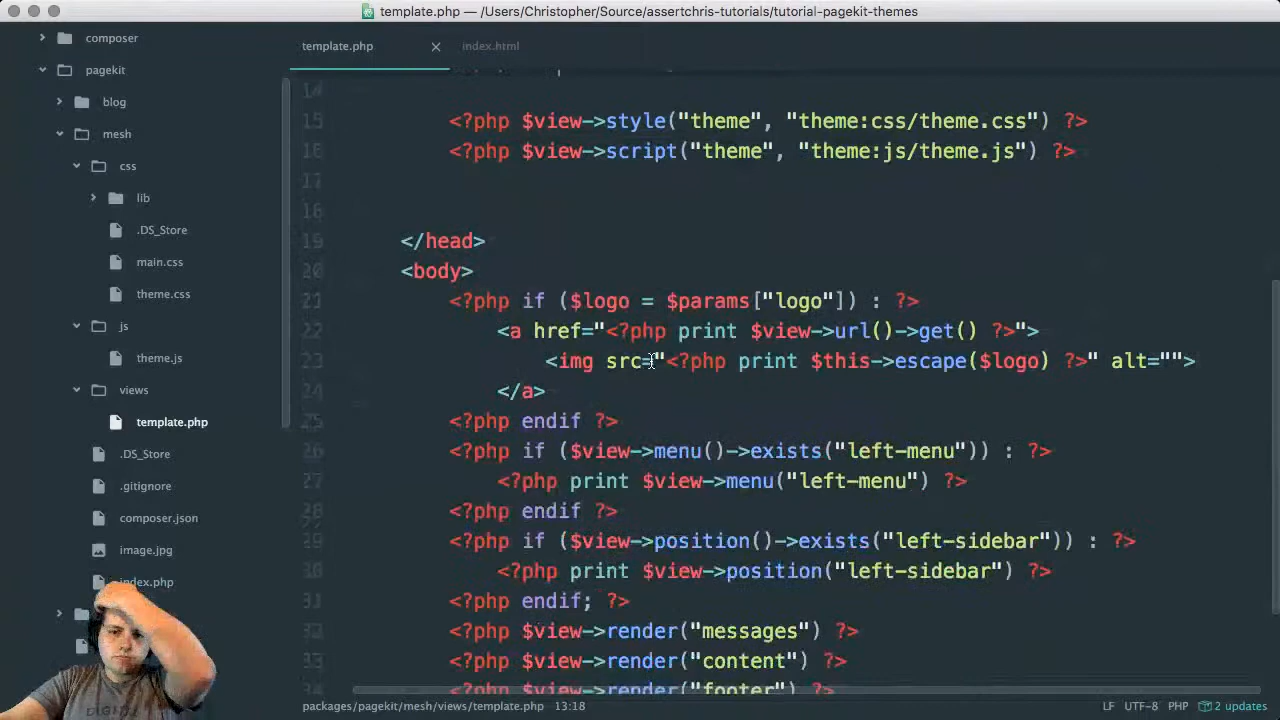 template.php — /Users/Christopher/Source/assertchris-tutorials/tutorial-pagekit-themes
composer
pagekit
blog
mesh
css
lib
.DS_Store
main.css
theme.css
js
theme.js
views
template.php
.DS_Store
.gitignore
composer.json
image.jpg
index.php
template.php
index.html
14
15 <?php $view->style("theme", "theme:css/theme.css") ?>
16 <?php $view->script("theme", "theme:js/theme.js") ?>
17
18
19 </head>
20 <body>
21 <?php if ($logo = $params["logo"]) : ?>
22 <a href="<?php print $view->url()->get() ?>">
23 <img src="<?php print $this->escape($logo) ?>" alt="">
24 </a>
25 <?php endif ?>
26 <?php if ($view->menu()->exists("left-menu")) : ?>
27 <?php print $view->menu("left-menu") ?>
28 <?php endif ?>
29 <?php if ($view->position()->exists("left-sidebar")) : ?>
30 <?php print $view->position("left-sidebar") ?>
31 <?php endif; ?>
32 <?php $view->render("messages") ?>
33 <?php $view->render("content") ?>
34 <?php $view->render("footer") ?>
packages/pagekit/mesh/views/template.php 13:18
LF UTF-8 PHP 2 updates